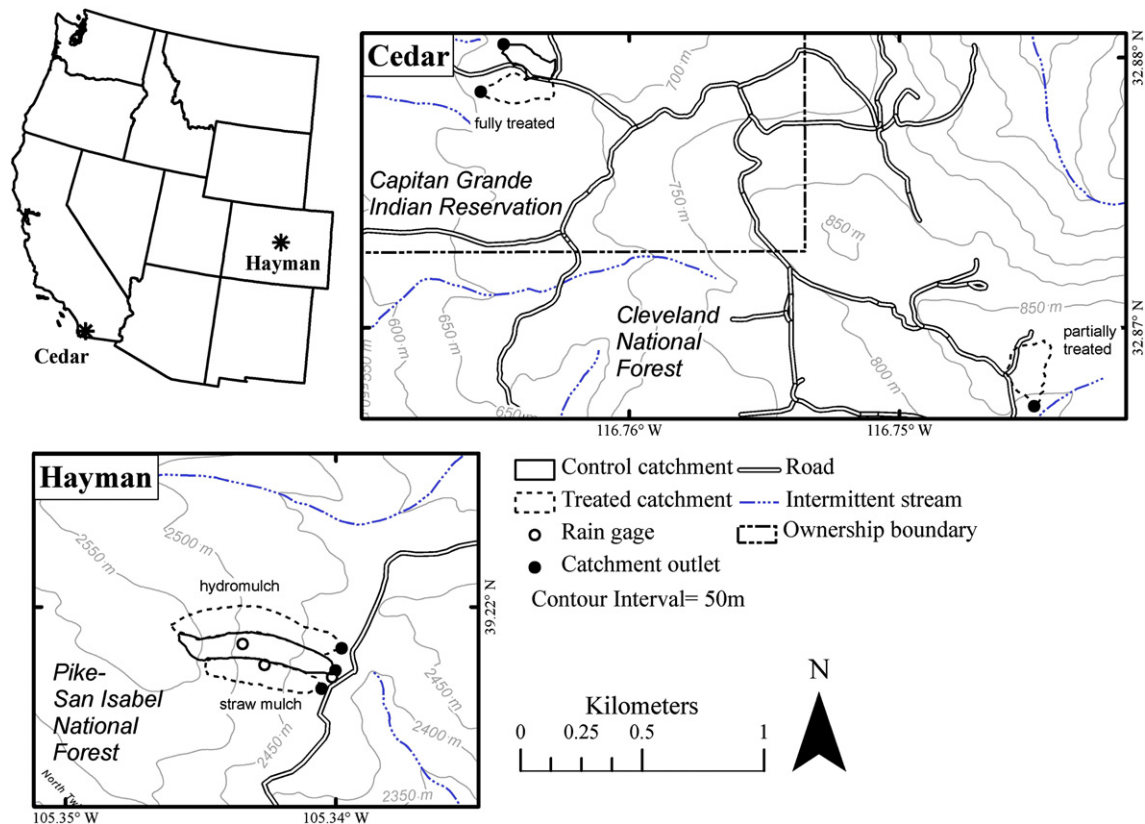 Hayman
Cedar
Cedar
700 m
32.88° N
fully treated
Capitan Grande
Indian Reservation
750 m
850 m
850 m
Cleveland
National
Forest
600 m
650 m
550 m
650 m
800 m
partially
treated
32.87° N
116.76° W
116.75° W
Hayman
2550 m
2500 m
hydromulch
39.22° N
Pike-
San Isabel
National
Forest
straw mulch
2450 m
2450 m
2400 m
2350 m
North Tw
105.35° W
105.34° W
Control catchment
Road
Treated catchment
Intermittent stream
Rain gage
Ownership boundary
Catchment outlet
Contour Interval= 50m
Kilometers
0 0.25 0.5 1
N